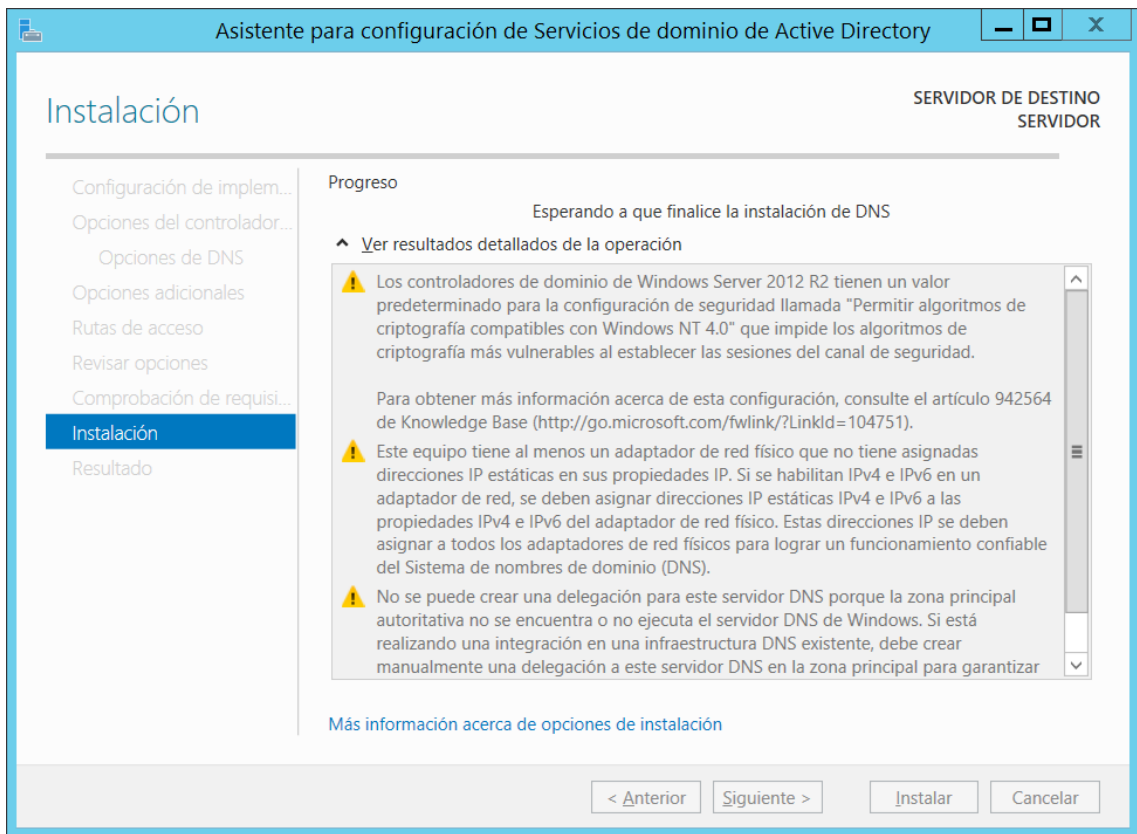 Asistente para configuración de Servicios de dominio de Active Directory
Instalación
SERVIDOR DE DESTINO
SERVIDOR
Configuración de implem...
Opciones del controlador...
Opciones de DNS
Opciones adicionales
Rutas de acceso
Revisar opciones
Comprobación de requisi...
Instalación
Resultado
Progreso
Esperando a que finalice la instalación de DNS
Ver resultados detallados de la operación
Los controladores de dominio de Windows Server 2012 R2 tienen un valor
predeterminado para la configuración de seguridad llamada "Permitir algoritmos de
criptografía compatibles con Windows NT 4.0" que impide los algoritmos de
criptografía más vulnerables al establecer las sesiones del canal de seguridad.
Para obtener más información acerca de esta configuración, consulte el artículo 942564
de Knowledge Base (http://go.microsoft.com/fwlink/?LinkId=104751).
Este equipo tiene al menos un adaptador de red físico que no tiene asignadas
direcciones IP estáticas en sus propiedades IP. Si se habilitan IPv4 e IPv6 en un
adaptador de red, se deben asignar direcciones IP estáticas IPv4 e IPv6 a las
propiedades IPv4 e IPv6 del adaptador de red físico. Estas direcciones IP se deben
asignar a todos los adaptadores de red físicos para lograr un funcionamiento confiable
del Sistema de nombres de dominio (DNS).
No se puede crear una delegación para este servidor DNS porque la zona principal
autoritativa no se encuentra o no ejecuta el servidor DNS de Windows. Si está
realizando una integración en una infraestructura DNS existente, debe crear
manualmente una delegación a este servidor DNS en la zona principal para garantizar
Más información acerca de opciones de instalación
< Anterior
Siguiente >
Instalar
Cancelar